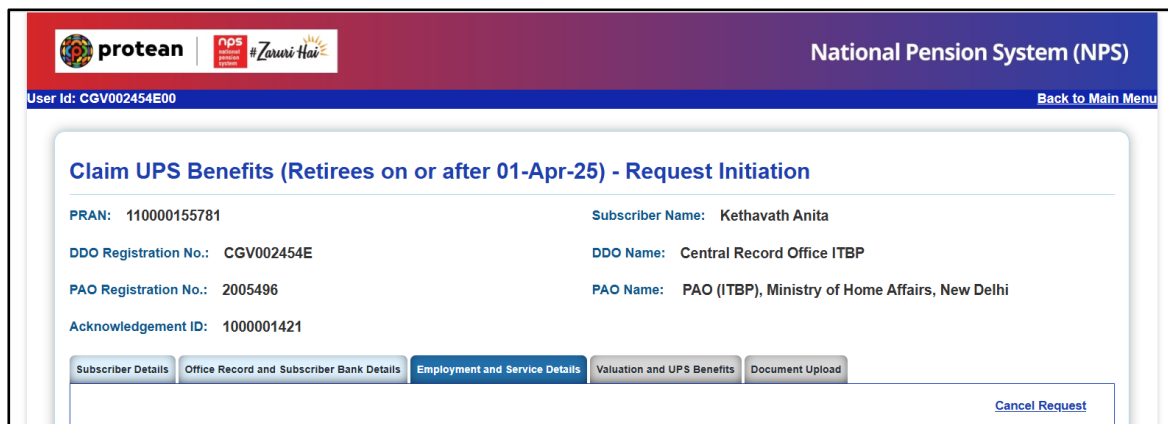 protean
nps
national
pension
system
#Zaruri Hai
National Pension System (NPS)
User Id: CGV002454E00
Back to Main Menu
Claim UPS Benefits (Retirees on or after 01-Apr-25) - Request Initiation
PRAN: 110000155781
Subscriber Name: Kethavath Anita
DDO Registration No.: CGV002454E
DDO Name: Central Record Office ITBP
PAO Registration No.: 2005496
PAO Name: PAO (ITBP), Ministry of Home Affairs, New Delhi
Acknowledgement ID: 1000001421
Subscriber Details Office Record and Subscriber Bank Details Employment and Service Details Valuation and UPS Benefits Document Upload
Cancel Request